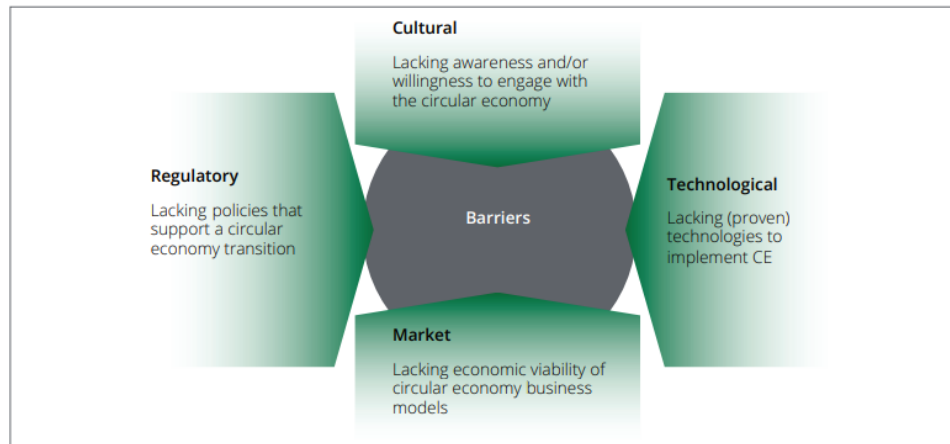 Cultural
Lacking awareness and/or
willingness to engage with
the circular economy
Regulatory
Lacking policies that
support a circular
economy transition
Barriers
Technological
Lacking (proven)
technologies to
implement CE
Market
Lacking economic viability of
circular economy business
models